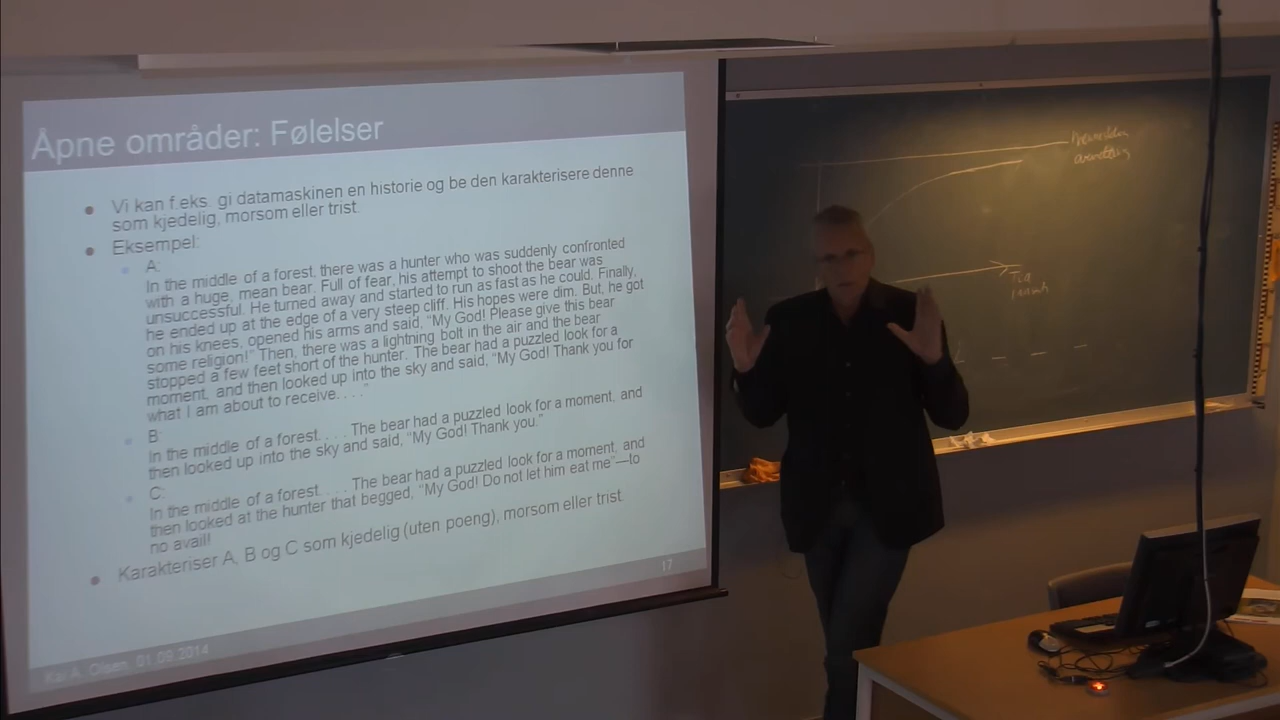 Åpne områder: Følelser
• Vi kan f.eks. gi datamaskinen en historie og be den karakterisere denne
som kjedelig, morsom eller trist.
• Eksempel:
• A:
In the middle of a forest, there was a hunter who was suddenly confronted
with a huge, mean bear. Full of fear, his attempt to shoot the bear was
unsuccessful. He turned away and started to run as fast as he could. Finally,
he ended up at the edge of a very steep cliff. His hopes were dim. But, he got
on his knees, opened his arms and said, “My God! Please give this bear
some religion!” Then, there was a lightning bolt in the air and the bear
stopped a few feet short of the hunter. The bear had a puzzled look for a
moment, and then looked up into the sky and said, “My God! Thank you for
what I am about to receive. . . .”
• B:
In the middle of a forest. . . . The bear had a puzzled look for a moment, and
then looked up into the sky and said, “My God! Thank you.”
• C:
In the middle of a forest. . . . The bear had a puzzled look for a moment, and
then looked at the hunter that begged, “My God! Do not let him eat me”—to
no avail!
• Karakteriser A, B og C som kjedelig (uten poeng), morsom eller trist.
17
Kai A. Olsen, 01.09.2014